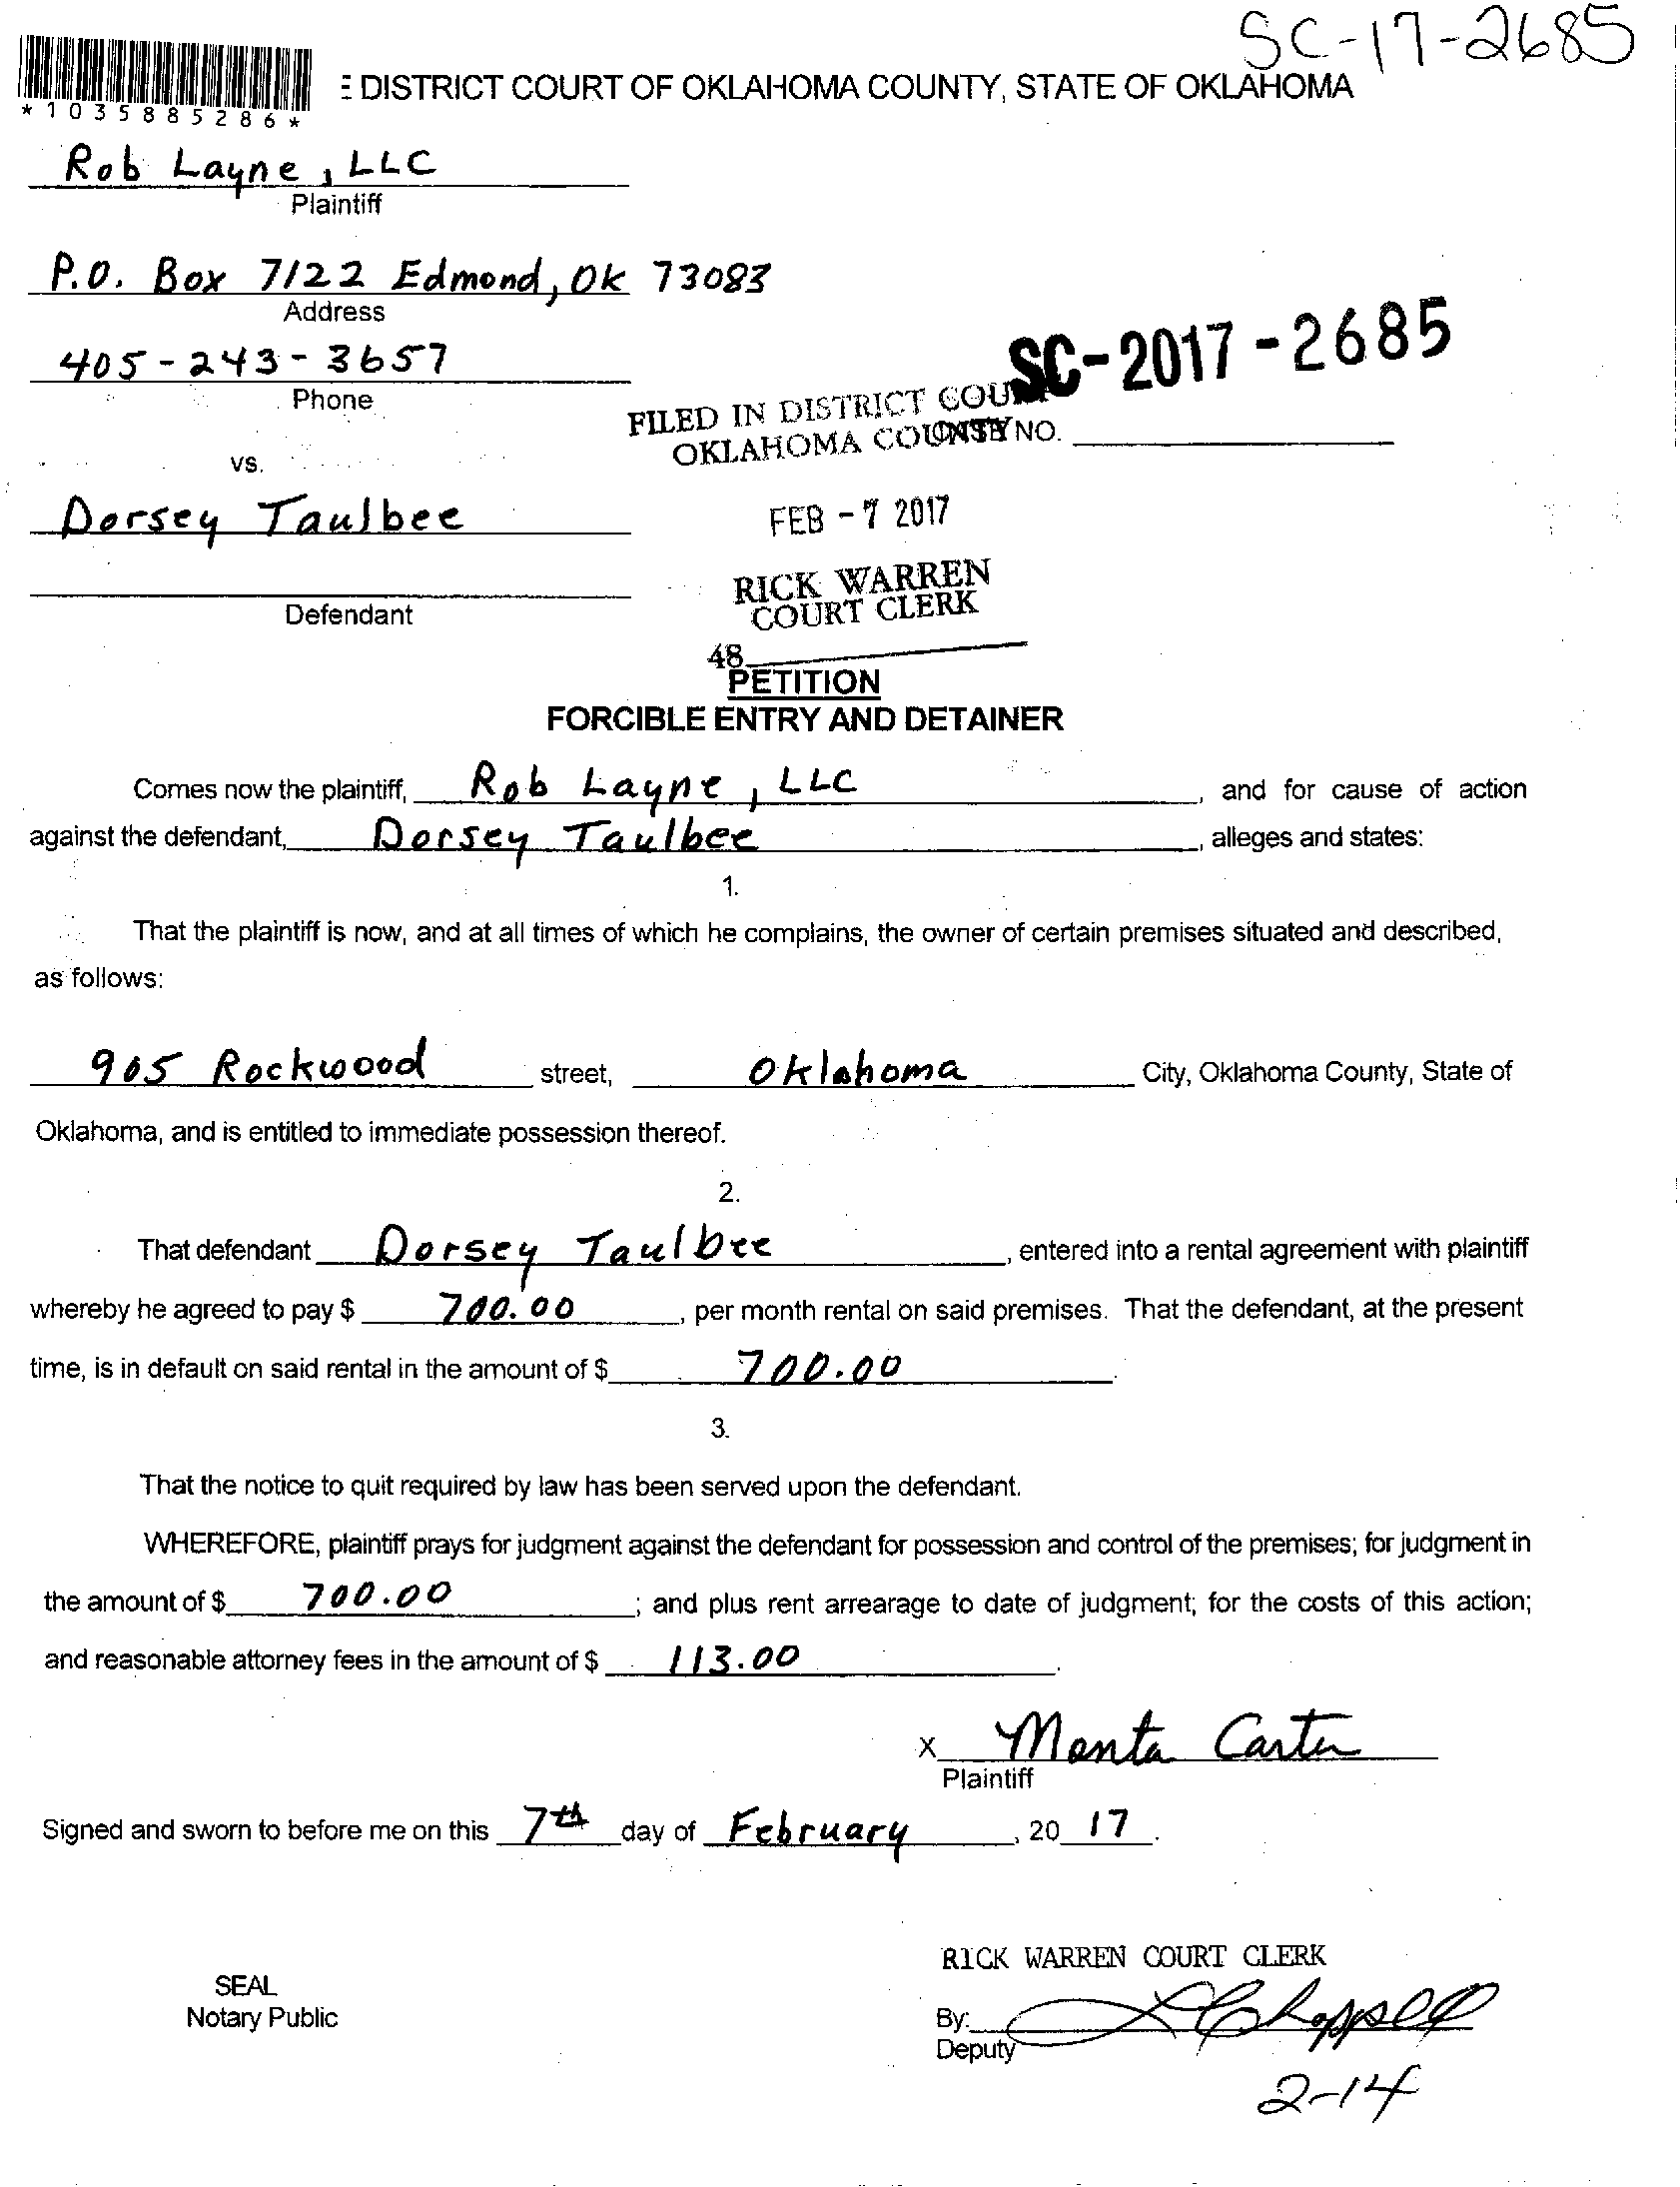 SC-17-2685
E DISTRICT COURT OF OKLAHOMA COUNTY, STATE OF OKLAHOMA
*1035885286*
Rob Layne, LLC
Plaintiff
P.O. Box 7122 Edmond, Ok 73083
Address
405-243-3657
Phone
SC-2017-2685
FILED IN DISTRICT COURT
OKLAHOMA COUNTY
CASE NO.
vs.
Dorsey Taulbee
FEB -7 2017
RICK WARREN
COURT CLERK
Defendant
48
PETITION
FORCIBLE ENTRY AND DETAINER
Comes now the plaintiff, Rob Layne, LLC, and for cause of action
against the defendant, Dorsey Taulbee, alleges and states:
1.
That the plaintiff is now, and at all times of which he complains, the owner of certain premises situated and described,
as follows:
905 Rockwood street, Oklahoma City, Oklahoma County, State of
Oklahoma, and is entitled to immediate possession thereof.
2.
That defendant Dorsey Taulbee, entered into a rental agreement with plaintiff
whereby he agreed to pay $ 700.00, per month rental on said premises. That the defendant, at the present
time, is in default on said rental in the amount of $ 700.00.
3.
That the notice to quit required by law has been served upon the defendant.
WHEREFORE, plaintiff prays for judgment against the defendant for possession and control of the premises; for judgment in
the amount of $ 700.00; and plus rent arrearage to date of judgment; for the costs of this action;
and reasonable attorney fees in the amount of $ 113.00.
X Manta Carter
Plaintiff
Signed and sworn to before me on this 7th day of February, 20 17.
RICK WARREN COURT CLERK
SEAL
Notary Public
By: Chappell
Deputy
2-14